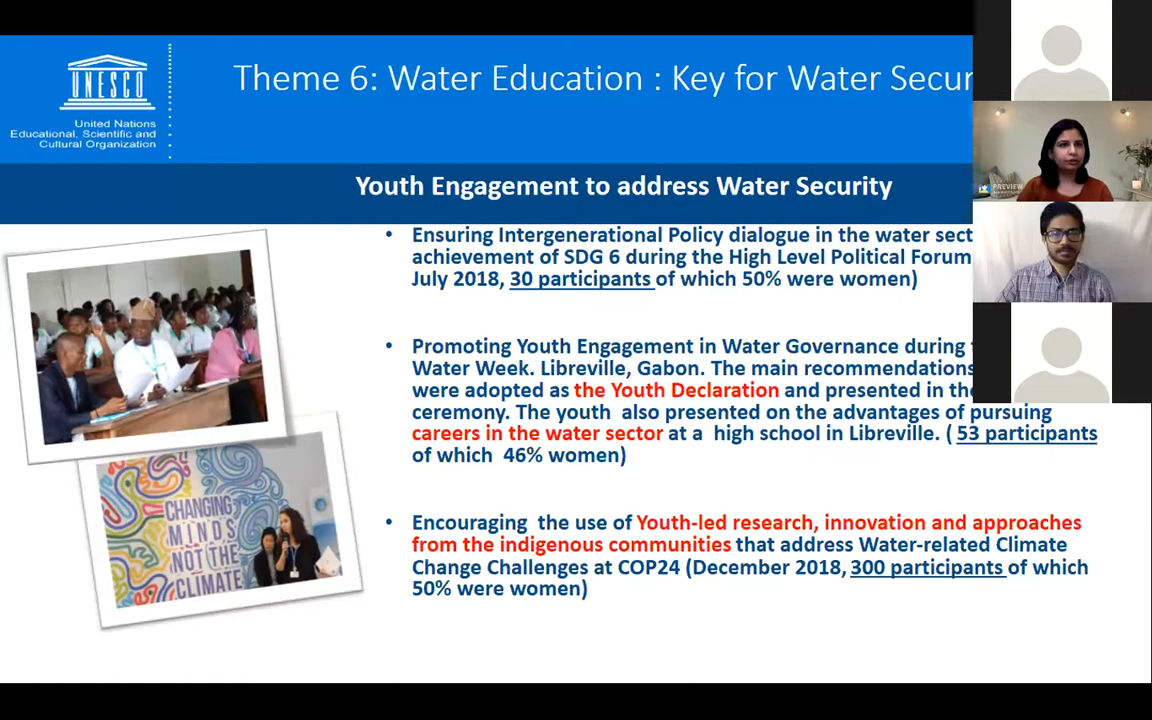 Theme 6: Water Education : Key for Water Secur
UNESCO
United Nations
Educational, Scientific and
Cultural Organization
Youth Engagement to address Water Security
PREVIEW
• Ensuring Intergenerational Policy dialogue in the water sect
achievement of SDG 6 during the High Level Political Forum
July 2018, 30 participants of which 50% were women)
• Promoting Youth Engagement in Water Governance during
Water Week. Libreville, Gabon. The main recommendations
were adopted as the Youth Declaration and presented in the
ceremony. The youth also presented on the advantages of pursuing
careers in the water sector at a high school in Libreville. ( 53 participants
of which 46% women)
• Encouraging the use of Youth-led research, innovation and approaches
from the indigenous communities that address Water-related Climate
Change Challenges at COP24 (December 2018, 300 participants of which
50% were women)
CHANGING
MINDS
NOT THE
CLIMATE